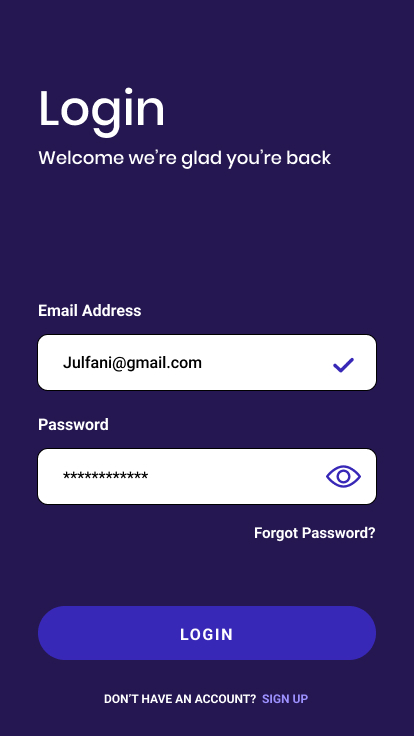 Login
Welcome we’re glad you’re back
Email Address
Julfani@gmail.com
Password
************
Forgot Password?
LOGIN
DON’T HAVE AN ACCOUNT? SIGN UP